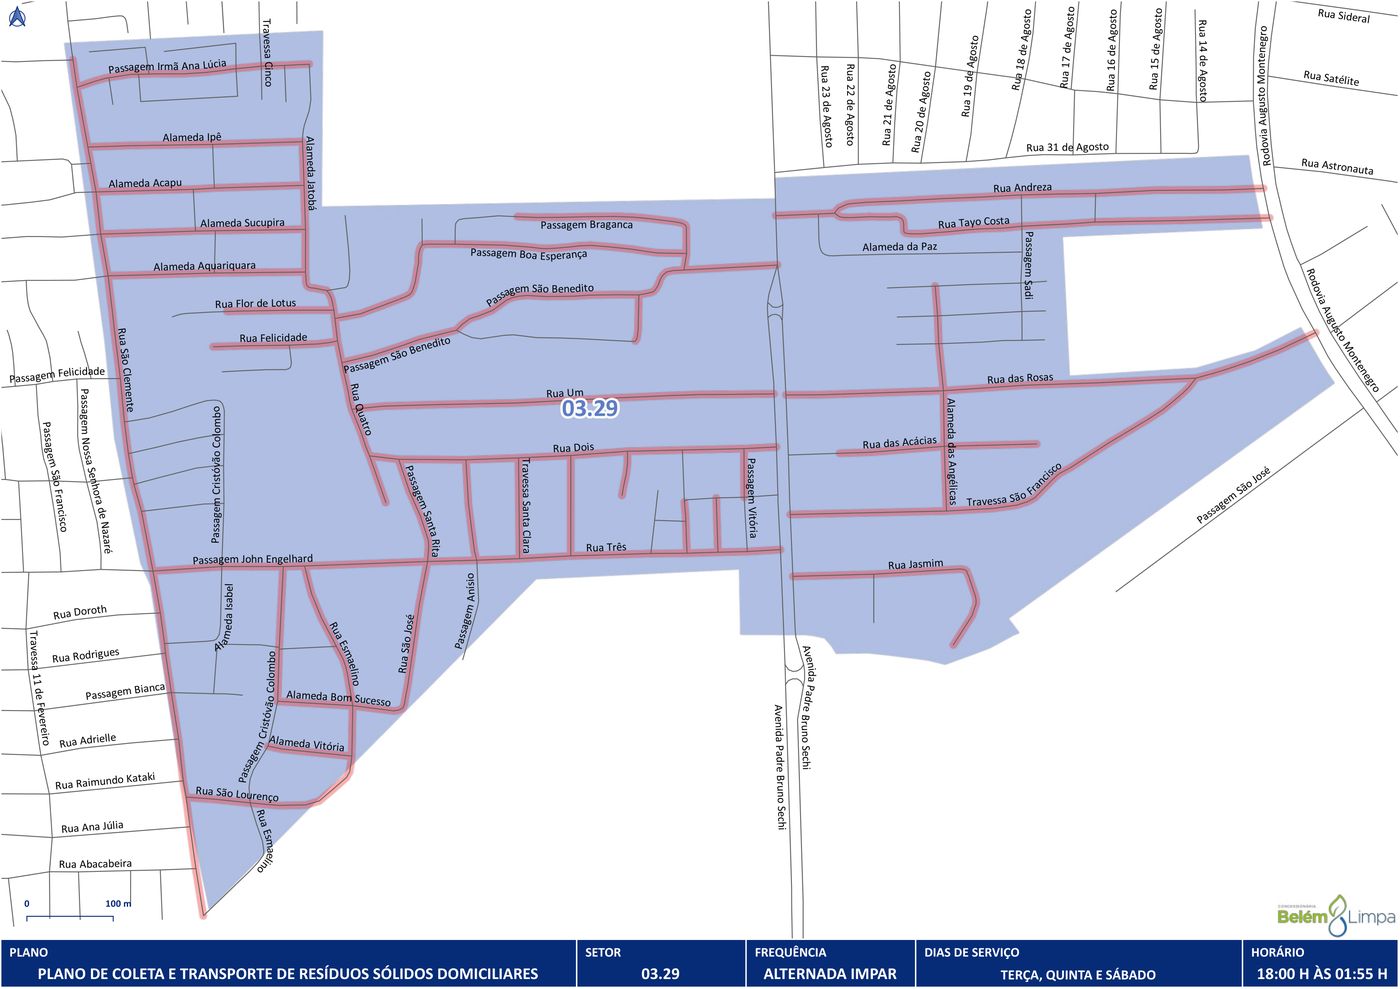 Rua Sideral
Travessa Cinco
Rua 23 de Agosto
Rua 22 de Agosto
Rua 21 de Agosto
Rua 20 de Agosto
Rua 19 de Agosto
Rua 18 de Agosto
Rua 17 de Agosto
Rua 16 de Agosto
Rua 15 de Agosto
Rua 14 de Agosto
Rodovia Augusto Montenegro
Passagem Irmã Ana Lúcia
Rua Satélite
Alameda Ipê
Alameda Jatobá
Rua 31 de Agosto
Rua Astronauta
Alameda Acapu
Rua Andreza
Alameda Sucupira
Passagem Braganca
Rua Tayo Costa
Alameda da Paz
Passagem Sadi
Passagem Boa Esperança
Alameda Aquariquara
Passagem São Benedito
Rodovia Augusto Montenegro
Rua Flor de Lotus
Rua Felicidade
Passagem São Benedito
Rua São Clemente
Passagem Felicidade
Rua Um
03.29
Rua das Rosas
Rua Quatro
Passagem Nossa Senhora de Nazaré
Passagem São Francisco
Passagem Cristóvão Colombo
Alameda das Angélicas
Rua das Acácias
Rua Dois
Passagem Santa Rita
Travessa Santa Clara
Passagem Vitória
Travessa São Francisco
Passagem São José
Rua Três
Passagem John Engelhard
Rua Jasmim
Alameda Isabel
Passagem Anísio
Rua Doroth
Rua Esmaelino
Rua São José
Rua Rodrigues
Travessa 11 de Fevereiro
Passagem Bianca
Passagem Cristóvão Colombo
Alameda Bom Sucesso
Avenida Padre Bruno Sechi
Avenida Padre Bruno Sechi
Rua Adrielle
Alameda Vitória
Rua Raimundo Kataki
Rua São Lourenço
Rua Ana Júlia
Rua Esmaelino
Rua Abacabeira
0 100 m
CONCESSIONÁRIA
Belém Limpa
PLANO
PLANO DE COLETA E TRANSPORTE DE RESÍDUOS SÓLIDOS DOMICILIARES
SETOR
03.29
FREQUÊNCIA
ALTERNADA IMPAR
DIAS DE SERVIÇO
TERÇA, QUINTA E SÁBADO
HORÁRIO
18:00 H ÀS 01:55 H